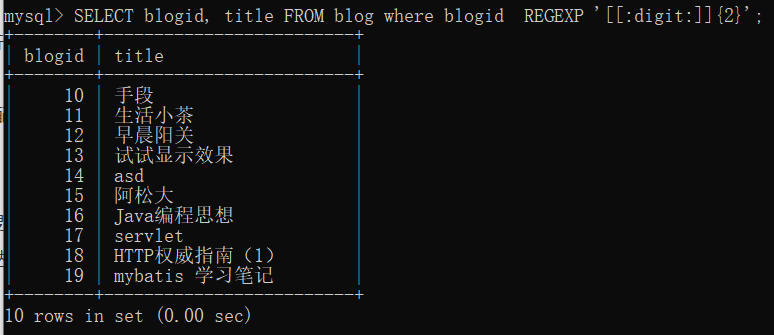 mysql> SELECT blogid, title FROM blog where blogid  REGEXP '[[:digit:]]{2}';
+--------+-------------------------+
| blogid | title                   |
+--------+-------------------------+
|     10 | 手段                    |
|     11 | 生活小茶                |
|     12 | 早晨阳关                |
|     13 | 试试显示效果            |
|     14 | asd                     |
|     15 | 阿松大                  |
|     16 | Java编程思想            |
|     17 | servlet                 |
|     18 | HTTP权威指南（1）       |
|     19 | mybatis 学习笔记        |
+--------+-------------------------+
10 rows in set (0.00 sec)